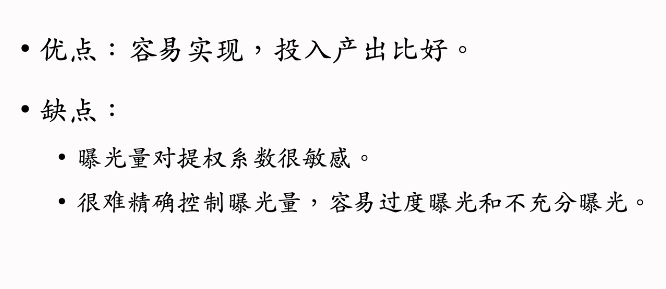 • 优点：容易实现，投入产出比好。
• 缺点：
• 曝光量对提权系数很敏感。
• 很难精确控制曝光量，容易过度曝光和不充分曝光。